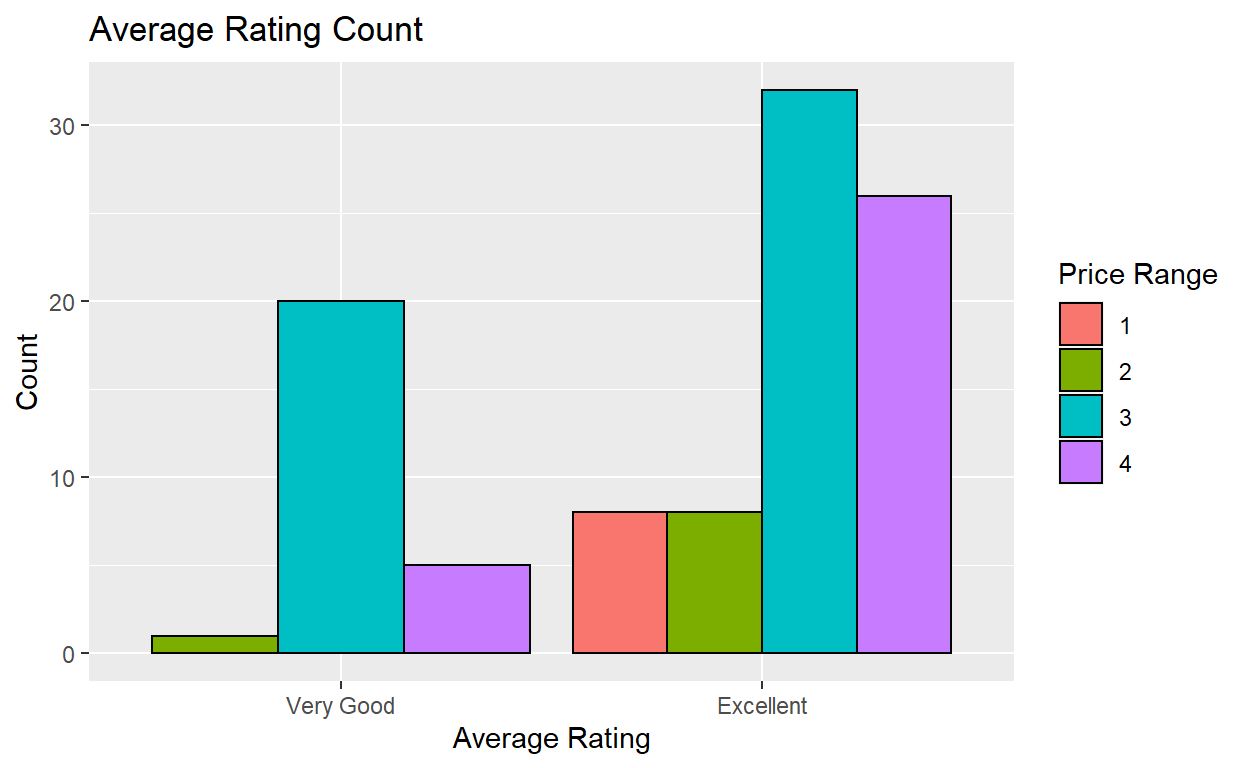 Average Rating Count
Count
30
20
10
0
Very Good
Excellent
Average Rating
Price Range
1
2
3
4